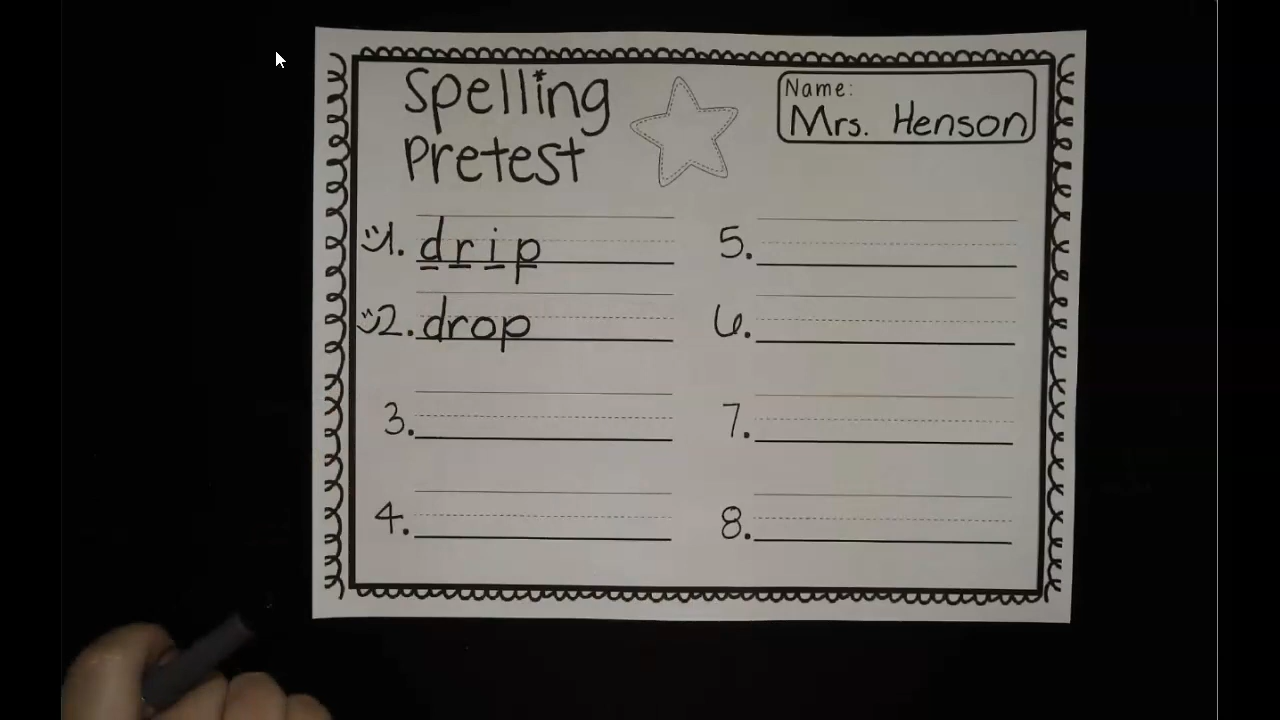 Spelling
Pretest
Name:
Mrs. Henson
1. drip
2. drop
3.
4.
5.
6.
7.
8.